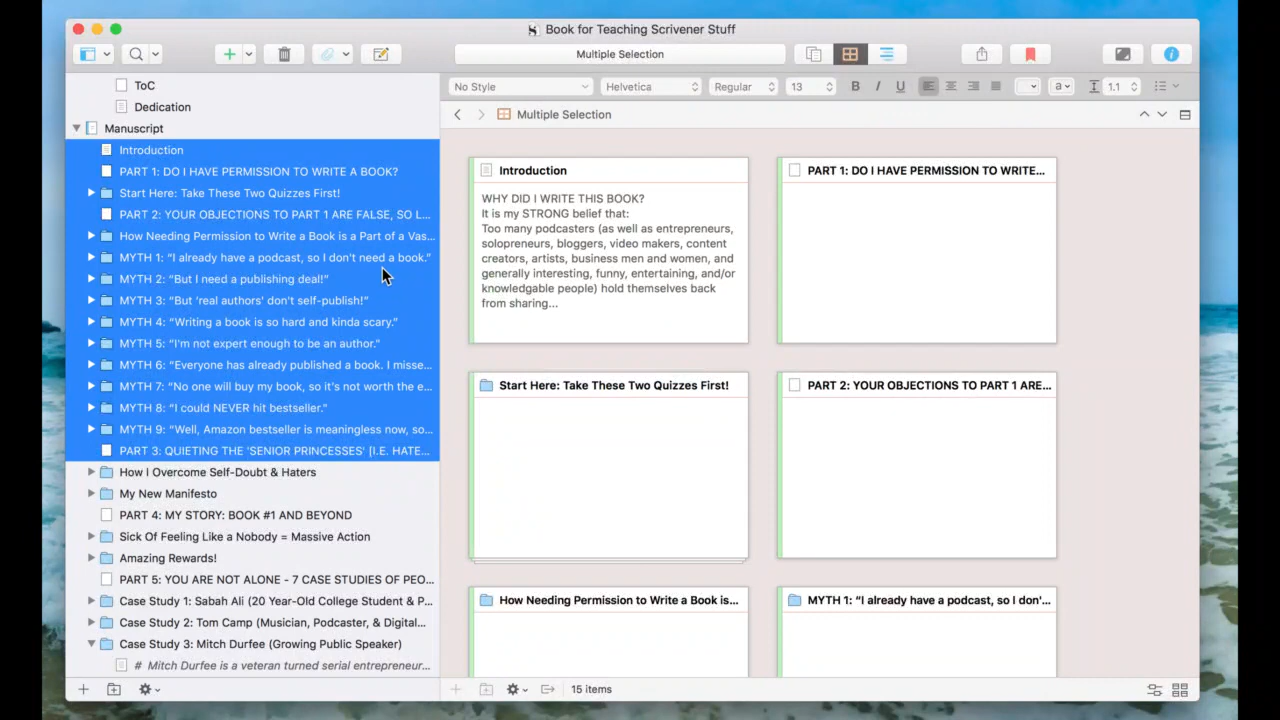 Book for Teaching Scrivener Stuff
Multiple Selection
No Style
Helvetica
Regular
13
B
I
U
a
1.1
Multiple Selection
ToC
Dedication
Manuscript
Introduction
PART 1: DO I HAVE PERMISSION TO WRITE A BOOK?
Start Here: Take These Two Quizzes First!
PART 2: YOUR OBJECTIONS TO PART 1 ARE FALSE, SO L...
How Needing Permission to Write a Book is a Part of a Vas...
MYTH 1: “I already have a podcast, so I don't need a book.”
MYTH 2: “But I need a publishing deal!”
MYTH 3: “But 'real authors' don't self-publish!”
MYTH 4: “Writing a book is so hard and kinda scary.”
MYTH 5: “I'm not expert enough to be an author.”
MYTH 6: “Everyone has already published a book. I misse...
MYTH 7: “No one will buy my book, so it's not worth the e...
MYTH 8: “I could NEVER hit bestseller.”
MYTH 9: “Well, Amazon bestseller is meaningless now, so...
PART 3: QUIETING THE 'SENIOR PRINCESSES' [I.E. HATE...
How I Overcome Self-Doubt & Haters
My New Manifesto
PART 4: MY STORY: BOOK #1 AND BEYOND
Sick Of Feeling Like a Nobody = Massive Action
Amazing Rewards!
PART 5: YOU ARE NOT ALONE - 7 CASE STUDIES OF PEO...
Case Study 1: Sabah Ali (20 Year-Old College Student & P...
Case Study 2: Tom Camp (Musician, Podcaster, & Digital...
Case Study 3: Mitch Durfee (Growing Public Speaker)
# Mitch Durfee is a veteran turned serial entrepreneur...
Introduction
WHY DID I WRITE THIS BOOK?
It is my STRONG belief that:
Too many podcasters (as well as entrepreneurs,
solopreneurs, bloggers, video makers, content
creators, artists, business men and women, and
generally interesting, funny, entertaining, and/or
knowledgable people) hold themselves back
from sharing...
PART 1: DO I HAVE PERMISSION TO WRITE...
Start Here: Take These Two Quizzes First!
PART 2: YOUR OBJECTIONS TO PART 1 ARE...
How Needing Permission to Write a Book is...
MYTH 1: “I already have a podcast, so I don'...
15 items